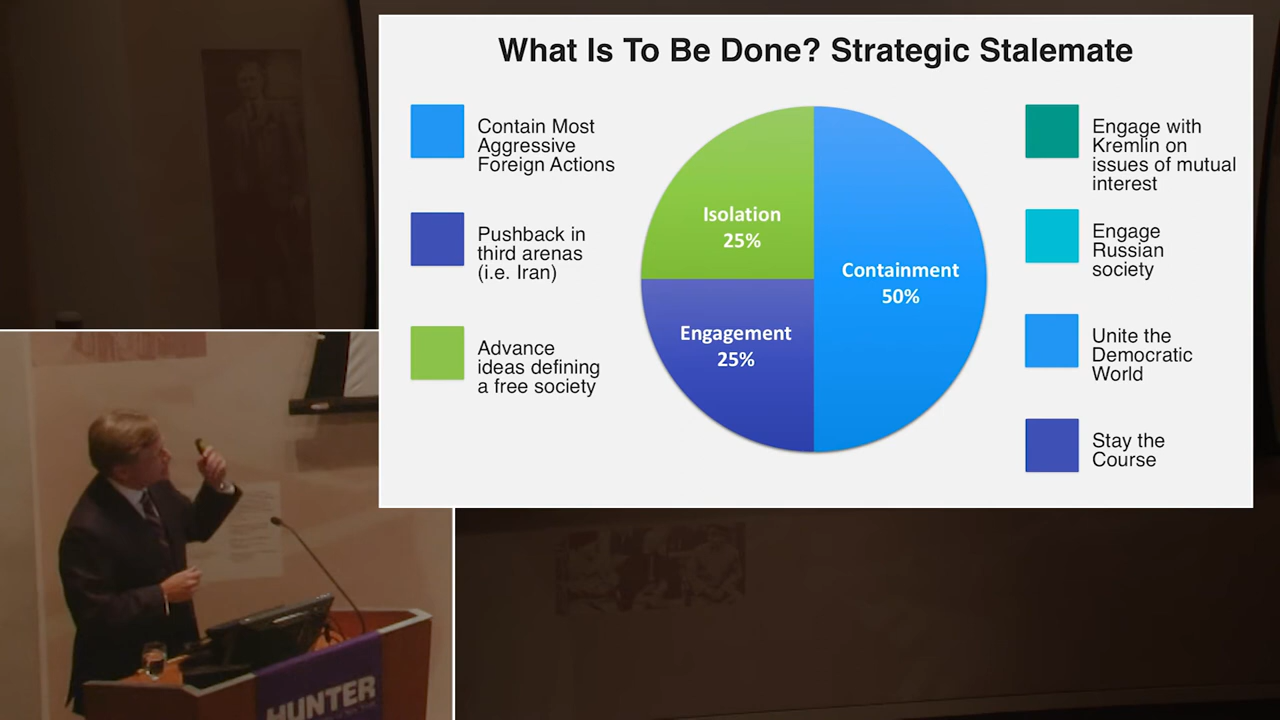 What Is To Be Done? Strategic Stalemate
Contain Most
Aggressive
Foreign Actions
Pushback in
third arenas
(i.e. Iran)
Advance
ideas defining
a free society
Isolation
25%
Engagement
25%
Containment
50%
Engage with
Kremlin on
issues of mutual
interest
Engage
Russian
society
Unite the
Democratic
World
Stay the
Course
HUNTER